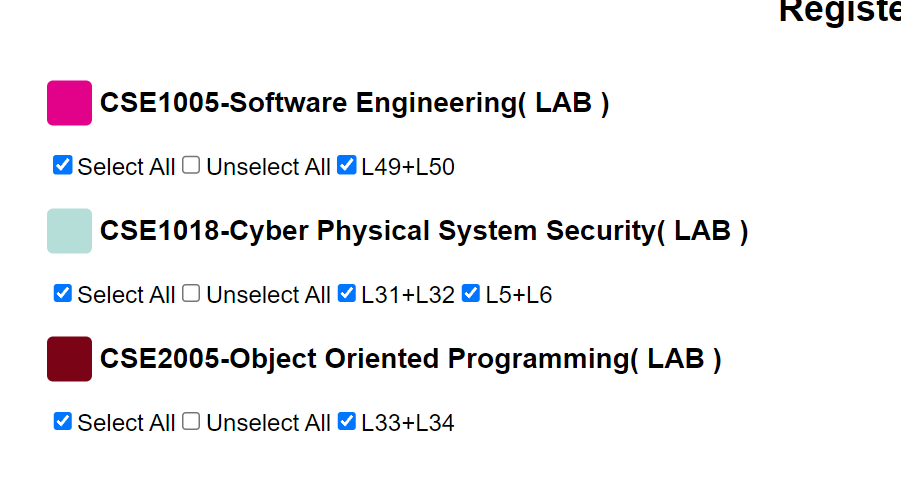 Registe
CSE1005-Software Engineering( LAB )
Select All Unselect All L49+L50
CSE1018-Cyber Physical System Security( LAB )
Select All Unselect All L31+L32 L5+L6
CSE2005-Object Oriented Programming( LAB )
Select All Unselect All L33+L34